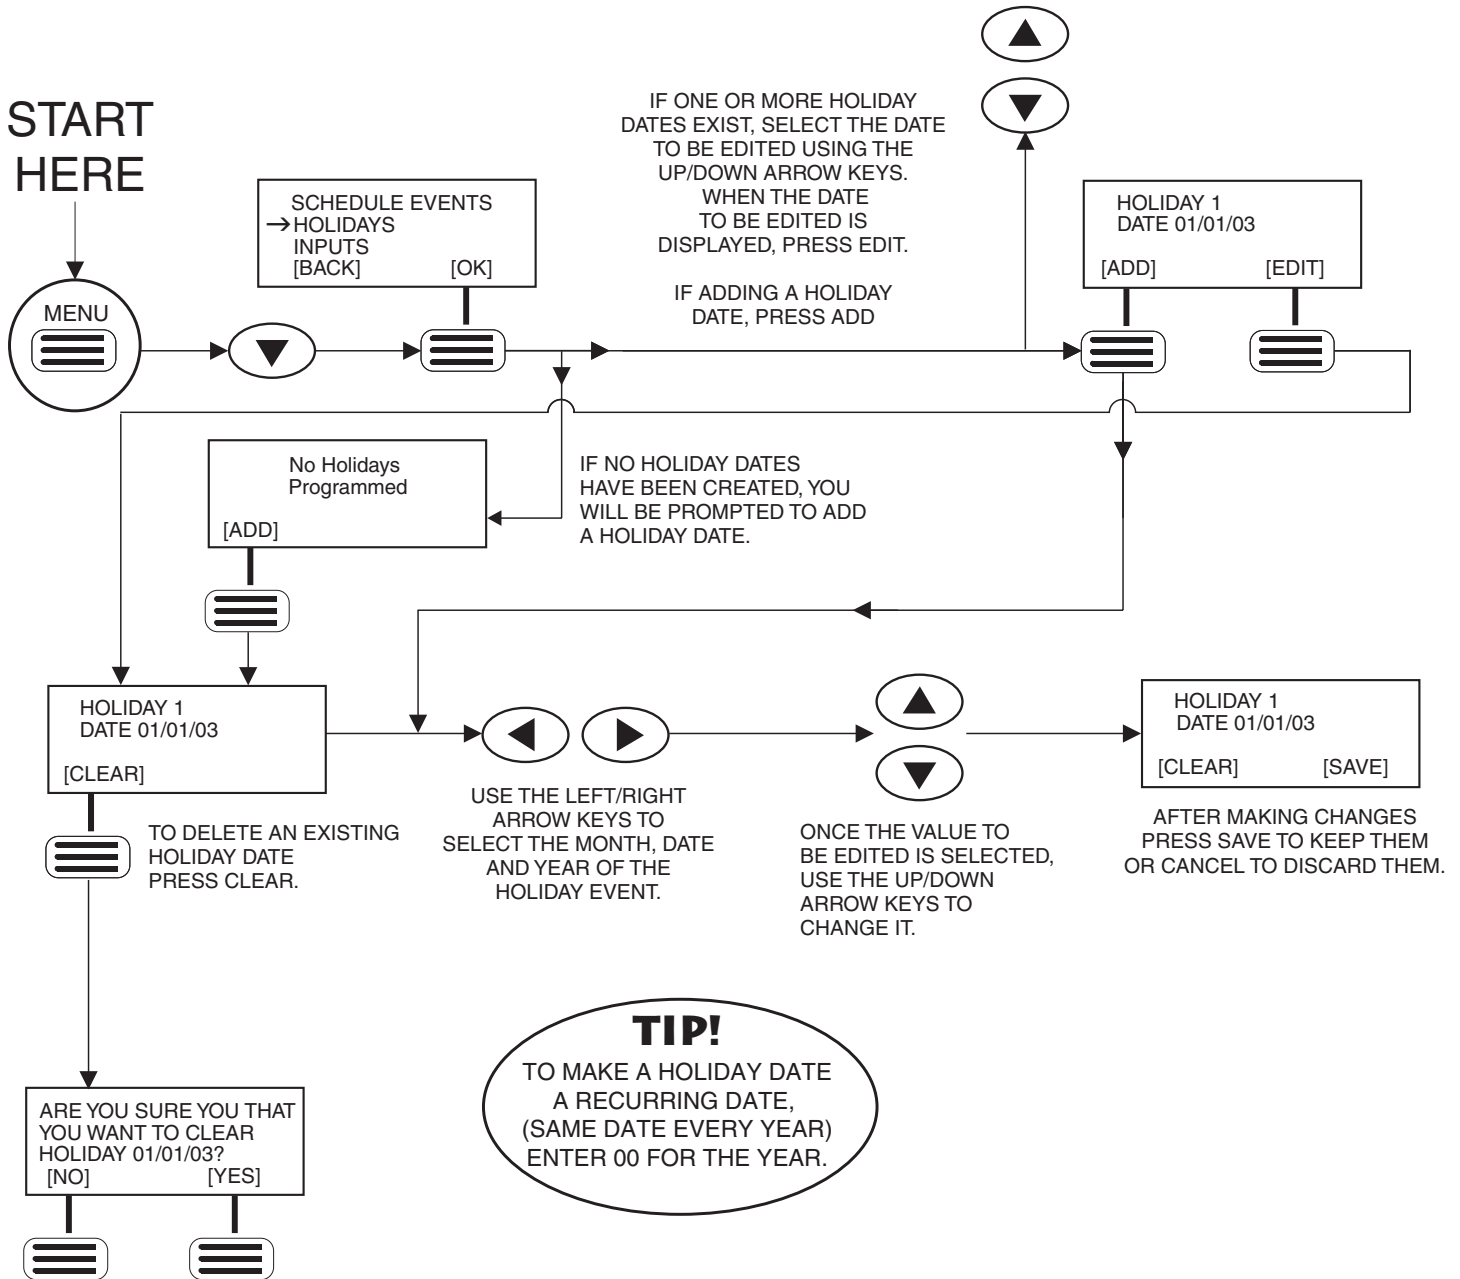 START
HERE
MENU
SCHEDULE EVENTS
→HOLIDAYS
INPUTS
[BACK] [OK]
IF ONE OR MORE HOLIDAY
DATES EXIST, SELECT THE DATE
TO BE EDITED USING THE
UP/DOWN ARROW KEYS.
WHEN THE DATE
TO BE EDITED IS
DISPLAYED, PRESS EDIT.
IF ADDING A HOLIDAY
DATE, PRESS ADD
HOLIDAY 1
DATE 01/01/03
[ADD] [EDIT]
No Holidays
Programmed
[ADD]
IF NO HOLIDAY DATES
HAVE BEEN CREATED, YOU
WILL BE PROMPTED TO ADD
A HOLIDAY DATE.
HOLIDAY 1
DATE 01/01/03
[CLEAR]
TO DELETE AN EXISTING
HOLIDAY DATE
PRESS CLEAR.
USE THE LEFT/RIGHT
ARROW KEYS TO
SELECT THE MONTH, DATE
AND YEAR OF THE
HOLIDAY EVENT.
ONCE THE VALUE TO
BE EDITED IS SELECTED,
USE THE UP/DOWN
ARROW KEYS TO
CHANGE IT.
HOLIDAY 1
DATE 01/01/03
[CLEAR] [SAVE]
AFTER MAKING CHANGES
PRESS SAVE TO KEEP THEM
OR CANCEL TO DISCARD THEM.
TIP!
TO MAKE A HOLIDAY DATE
A RECURRING DATE,
(SAME DATE EVERY YEAR)
ENTER 00 FOR THE YEAR.
ARE YOU SURE YOU THAT
YOU WANT TO CLEAR
HOLIDAY 01/01/03?
[NO] [YES]